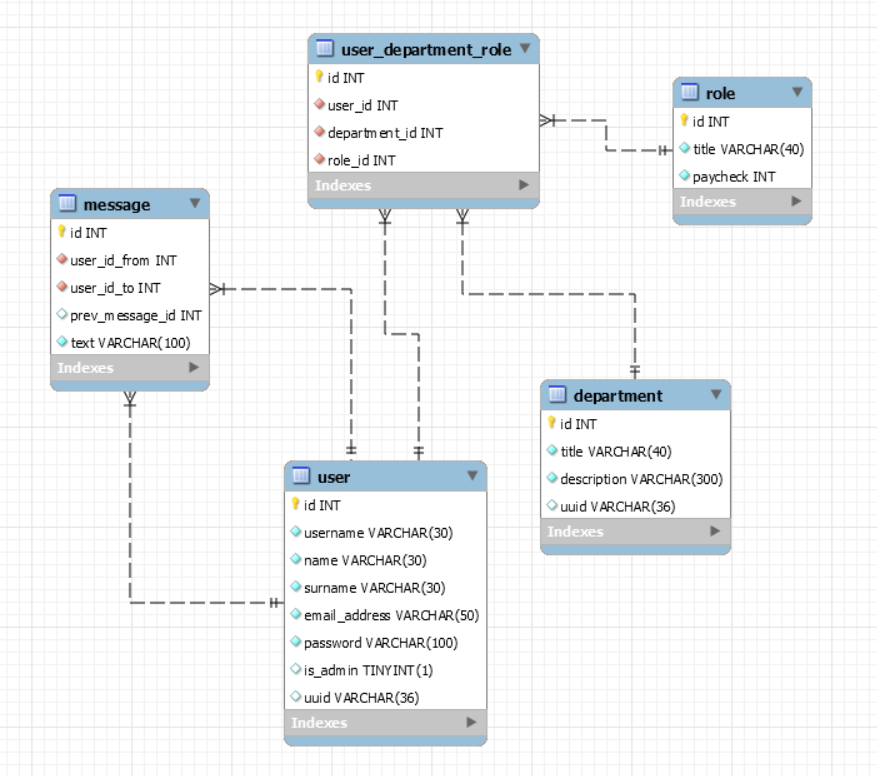 user_department_role
id INT
user_id INT
department_id INT
role_id INT
Indexes
role
id INT
title VARCHAR(40)
paycheck INT
Indexes
message
id INT
user_id_from INT
user_id_to INT
prev_message_id INT
text VARCHAR(100)
Indexes
department
id INT
title VARCHAR(40)
description VARCHAR(300)
uuid VARCHAR(36)
Indexes
user
id INT
username VARCHAR(30)
name VARCHAR(30)
surname VARCHAR(30)
email_address VARCHAR(50)
password VARCHAR(100)
is_admin TINYINT(1)
uuid VARCHAR(36)
Indexes